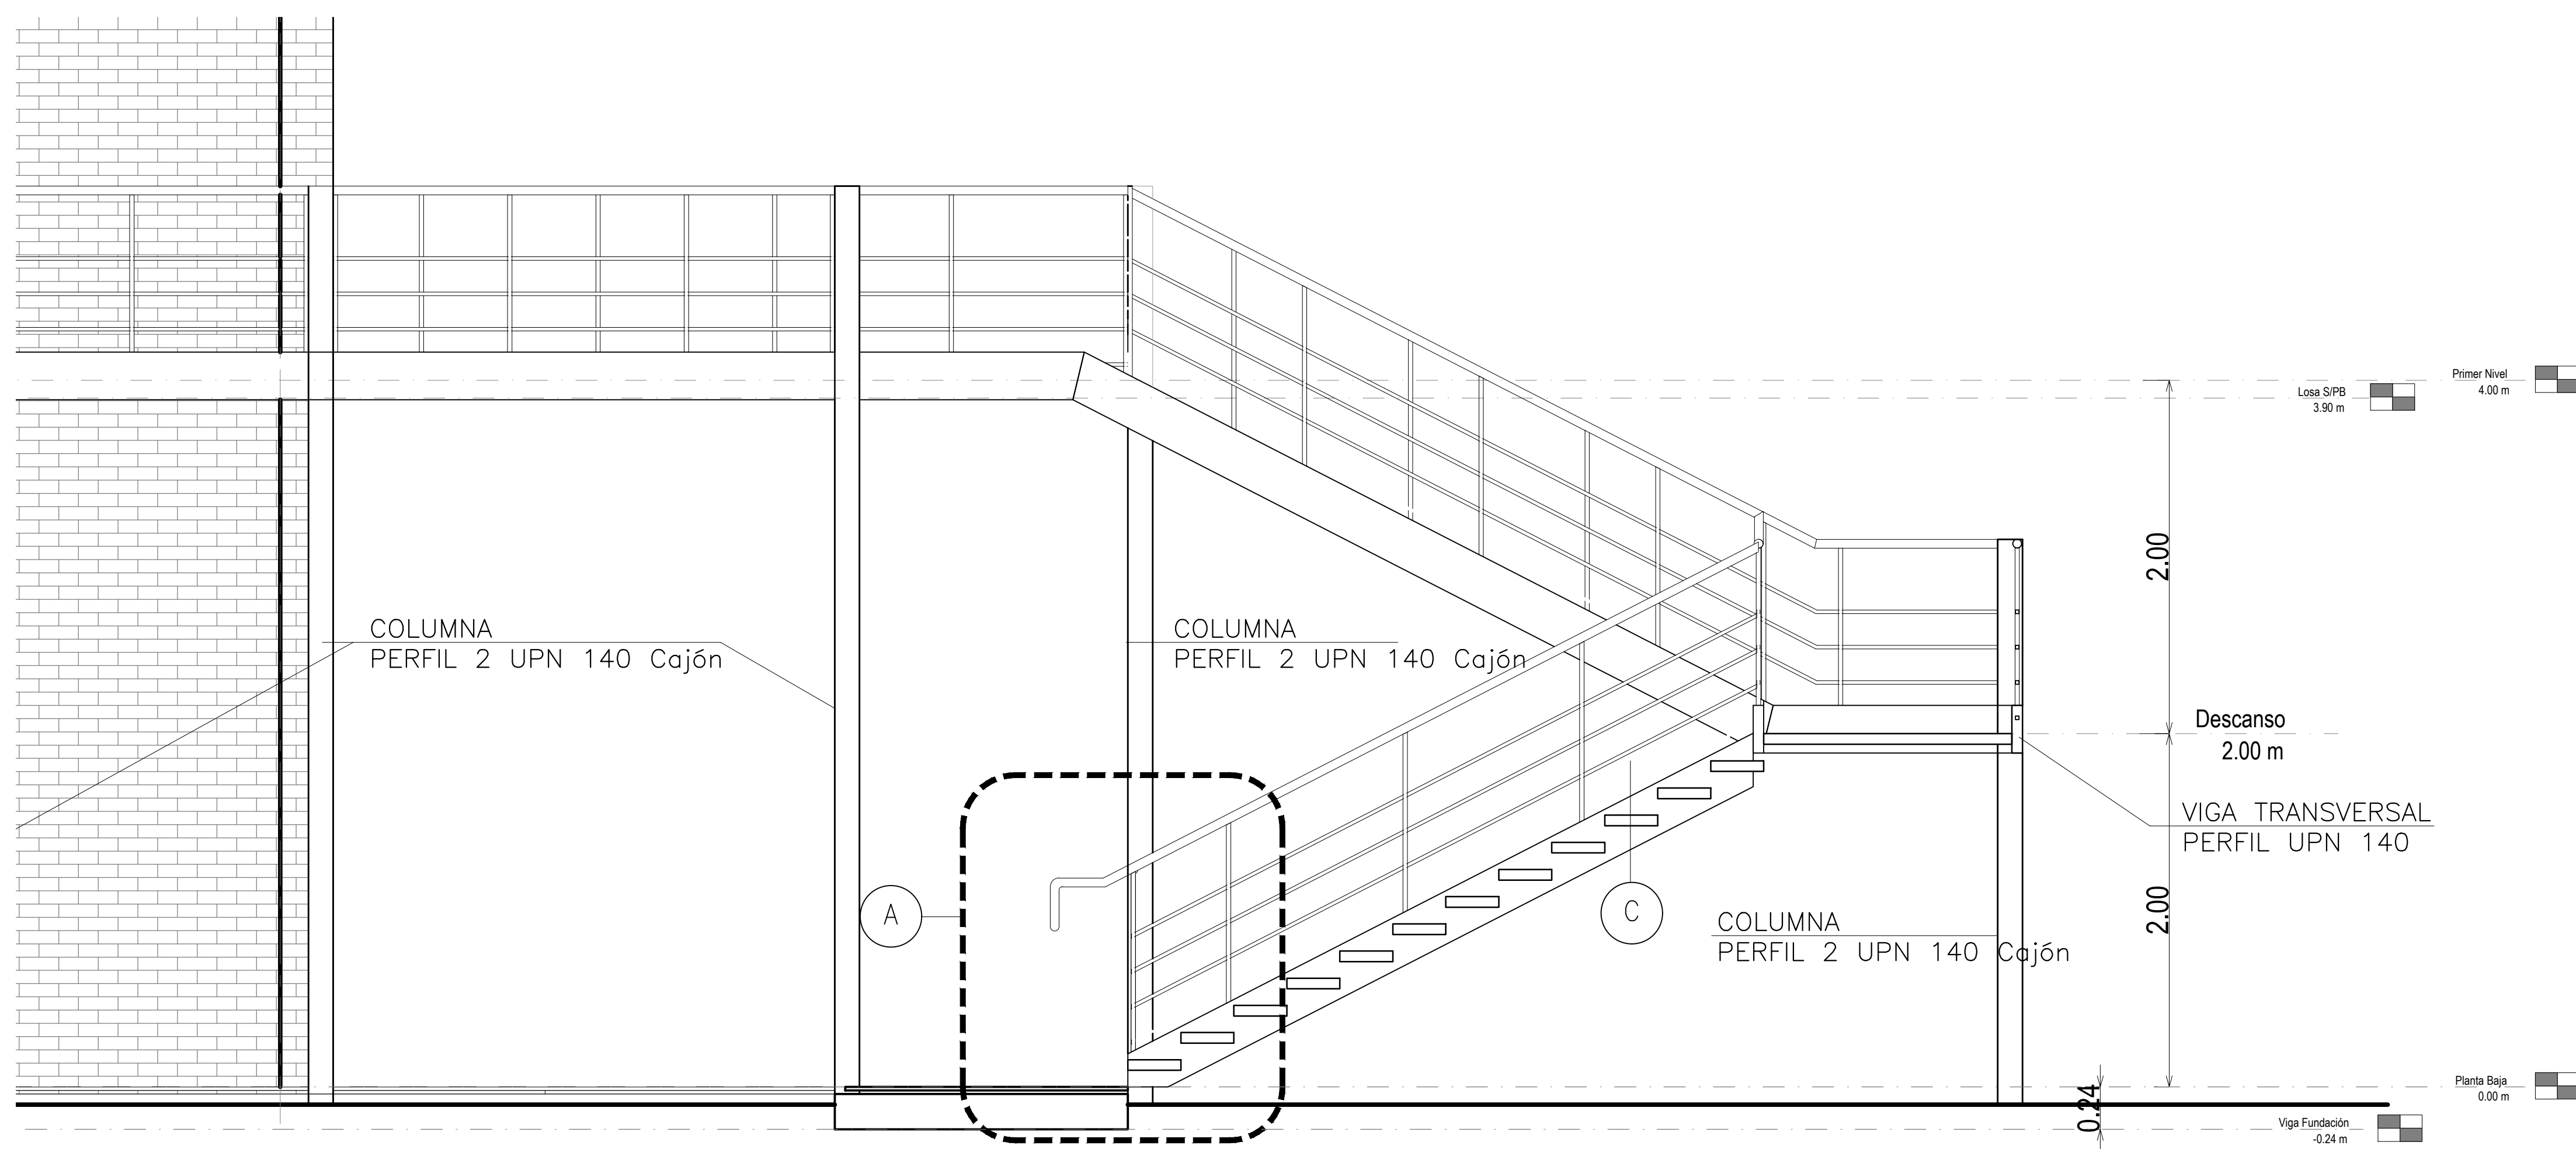 Primer Nivel
4.00 m
Losa S/PB
3.90 m
2.00
COLUMNA
PERFIL 2 UPN 140 Cajón
COLUMNA
PERFIL 2 UPN 140 Cajón
Descanso
2.00 m
VIGA TRANSVERSAL
PERFIL UPN 140
A
C
2.00
COLUMNA
PERFIL 2 UPN 140 Cajón
Planta Baja
0.00 m
0.24
Viga Fundación
-0.24 m